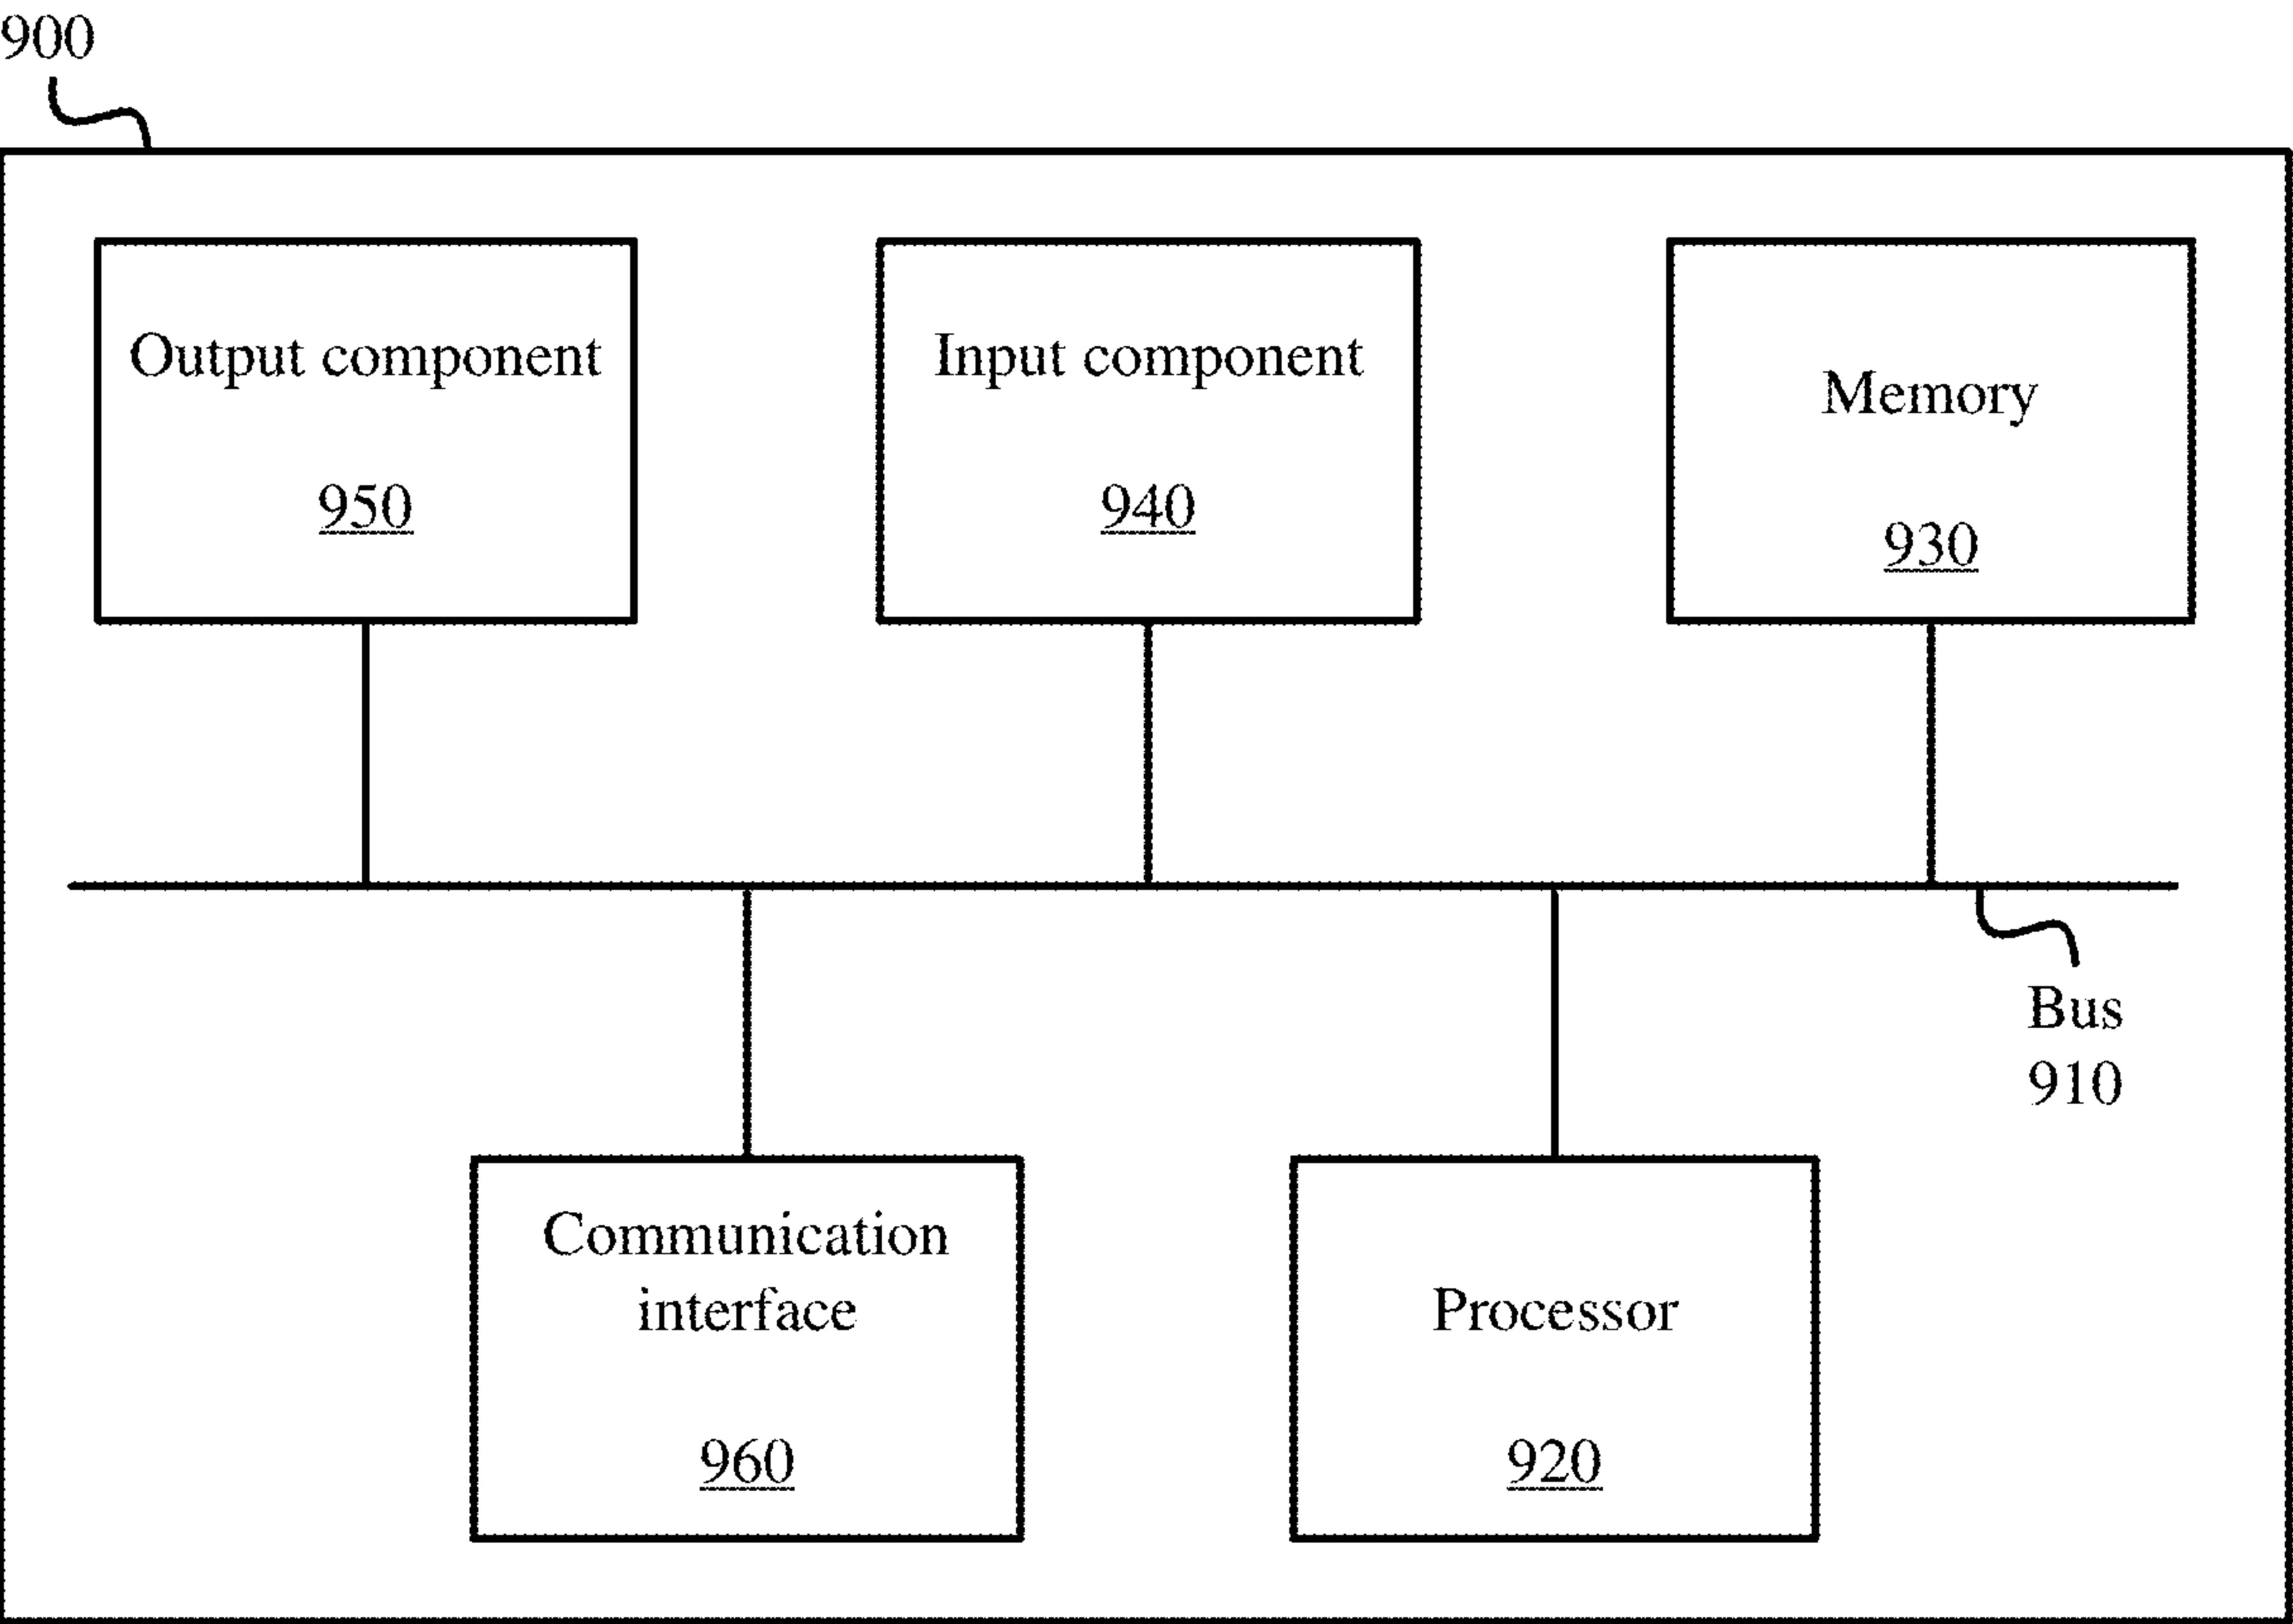 900
Output component
950
Input component
940
Memory
930
Bus
910
Communication
interface
960
Processor
920